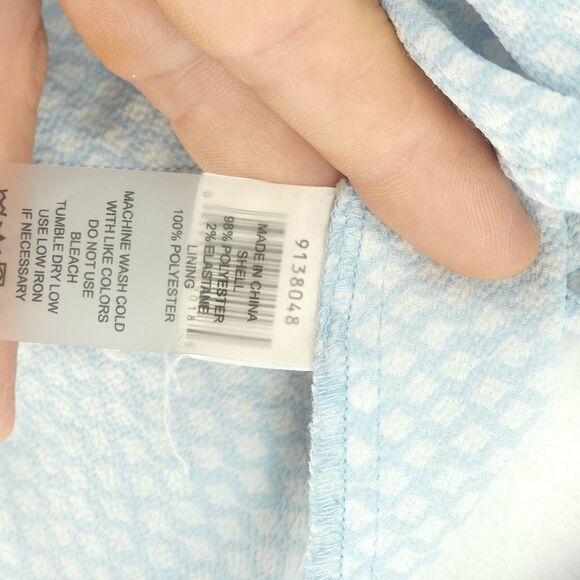 9138048
MADE IN CHINA
SHELL
98% POLYESTER
2% ELASTANE
LINING
100% POLYESTER
MACHINE WASH COLD
WITH LIKE COLORS
DO NOT USE
BLEACH
TUMBLE DRY LOW
USE LOW IRON
IF NECESSARY